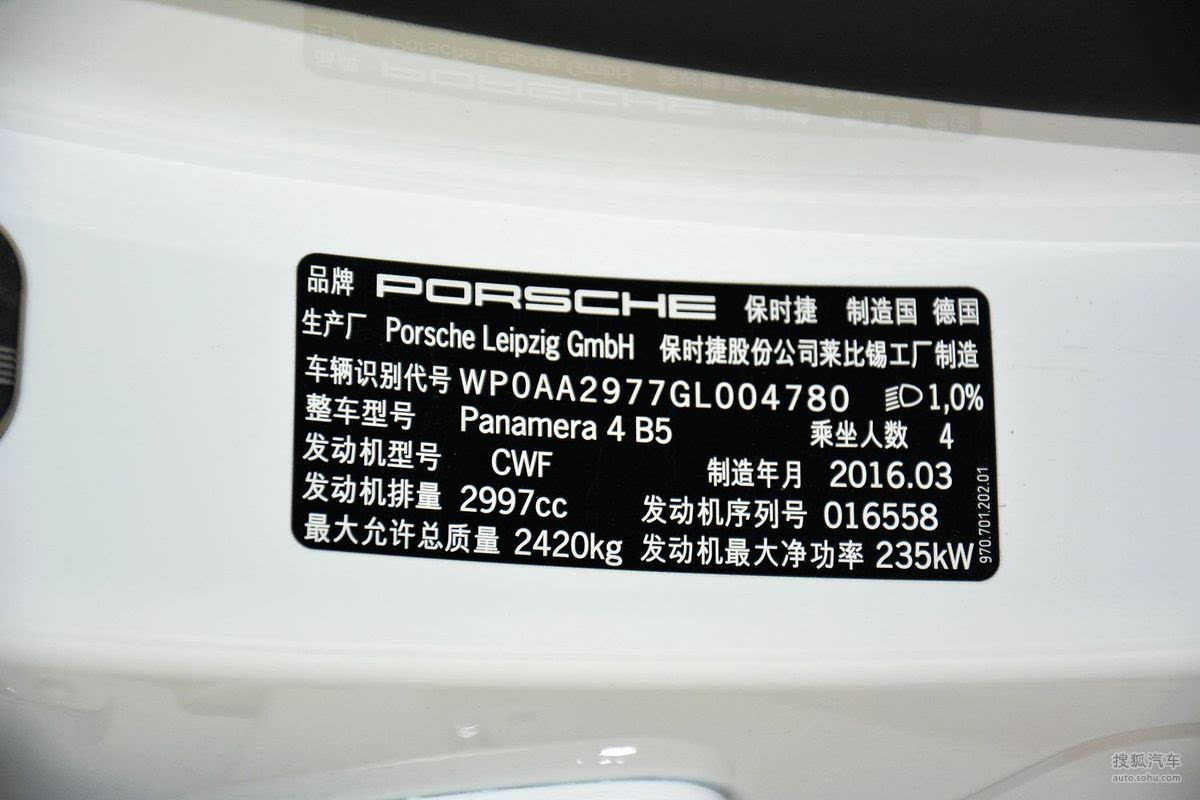 品牌 PORSCHE 保时捷 制造国 德国
生产厂 Porsche Leipzig GmbH 保时捷股份公司莱比锡工厂制造
车辆识别代号 WP0AA2977GL004780 1,0%
整车型号 Panamera 4 B5 乘坐人数 4
发动机型号 CWF 制造年月 2016.03
发动机排量 2997cc 发动机序列号 016558
最大允许总质量 2420kg 发动机最大净功率 235kW
970.701.202.01
搜狐汽车
auto.sohu.com